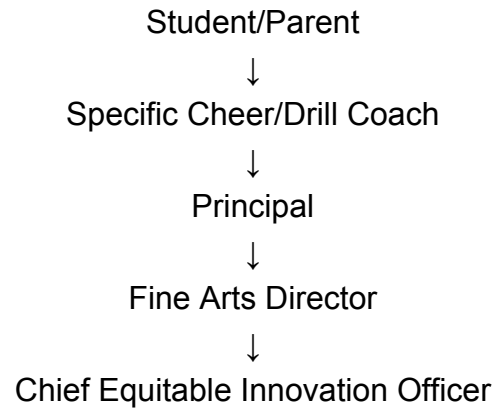 Student/Parent
↓
Specific Cheer/Drill Coach
↓
Principal
↓
Fine Arts Director
↓
Chief Equitable Innovation Officer